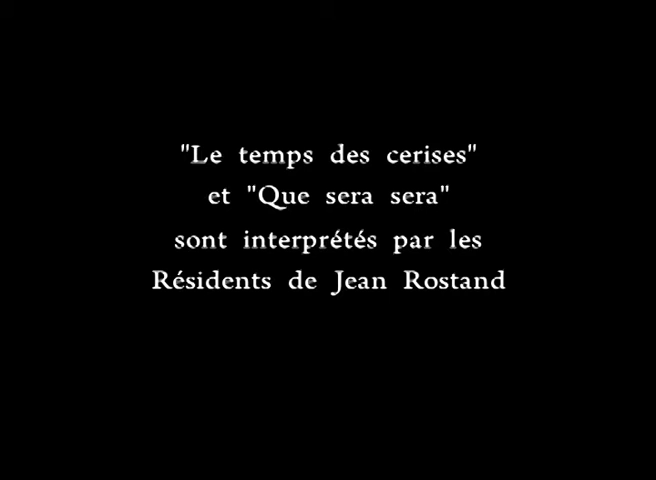 "Le temps des cerises"
et "Que sera sera"
sont interprétés par les
Résidents de Jean Rostand